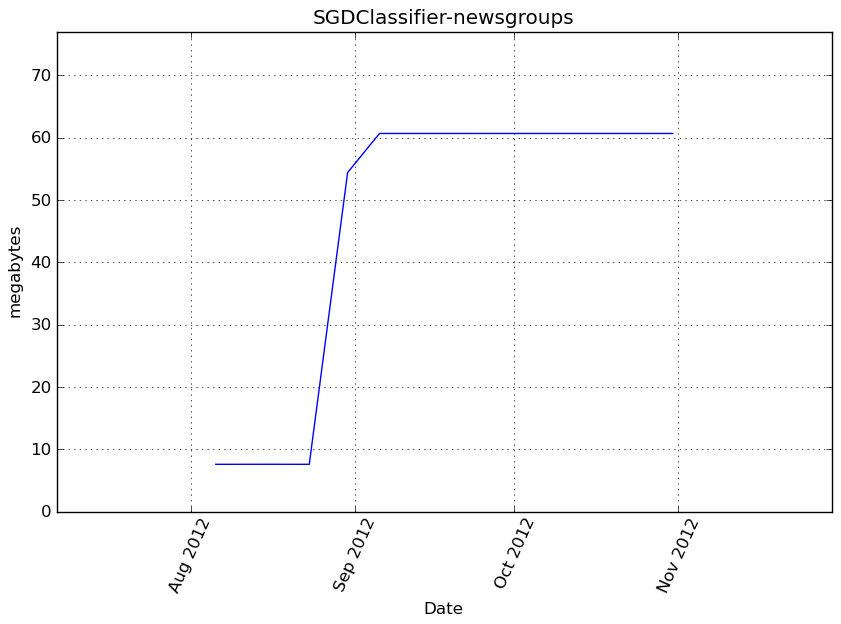 SGDClassifier-newsgroups
70
60
50
40
30
20
10
0
megabytes
Aug 2012
Sep 2012
Oct 2012
Nov 2012
Date